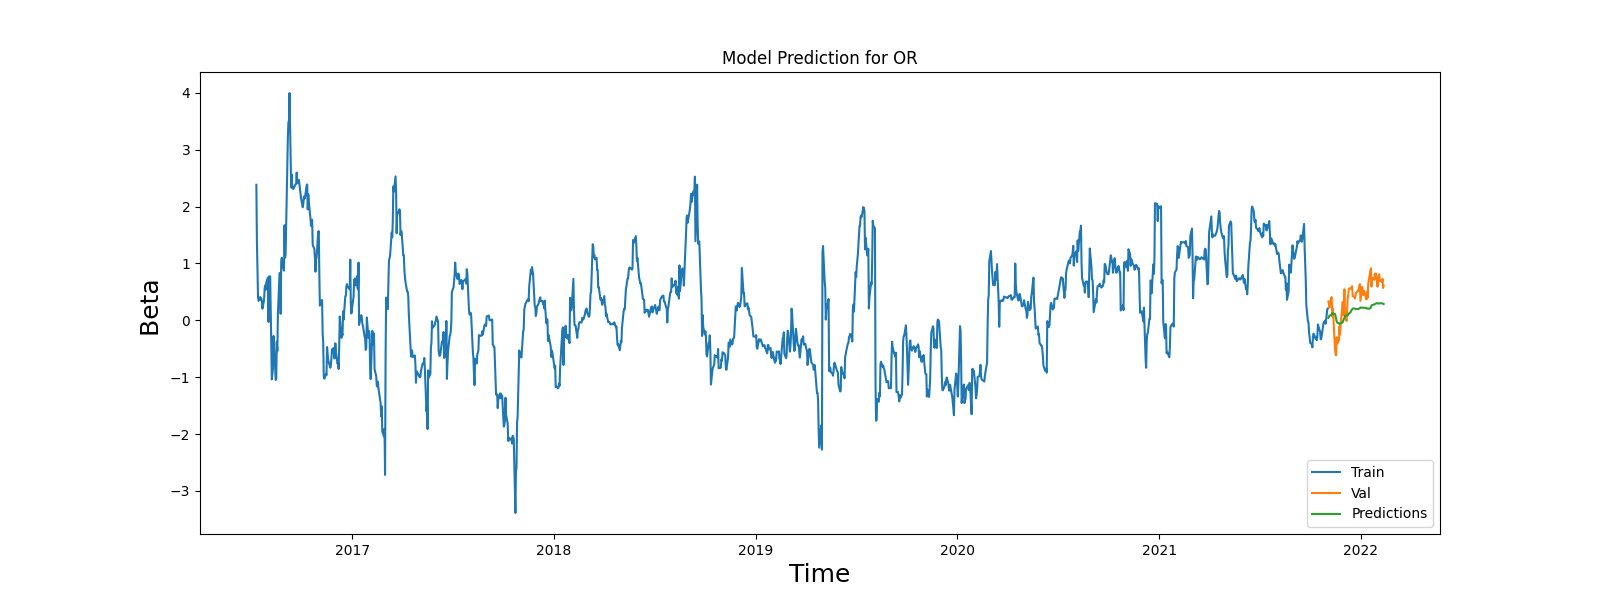 Model Prediction for OR
Beta
4
3
2
1
0
−1
−2
−3
2017 2018 2019 2020 2021 2022
Time
Train
Val
Predictions